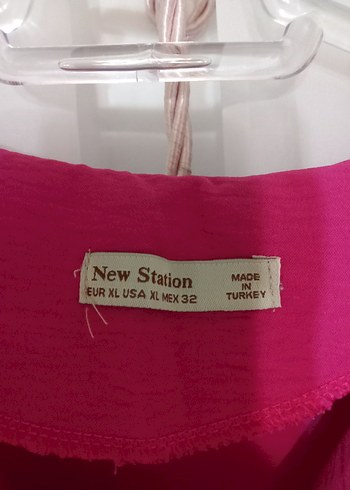 New Station
EUR XL USA XL MEX 32
MADE
IN
TURKEY